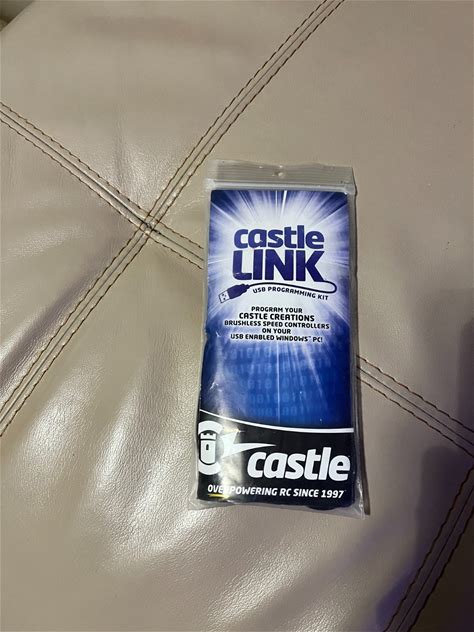 castle
LINK
USB PROGRAMMING KIT
PROGRAM YOUR
CASTLE CREATIONS
BRUSHLESS SPEED CONTROLLERS
ON YOUR
USB ENABLED WINDOWS™ PC!
castle
OVERPOWERING RC SINCE 1997